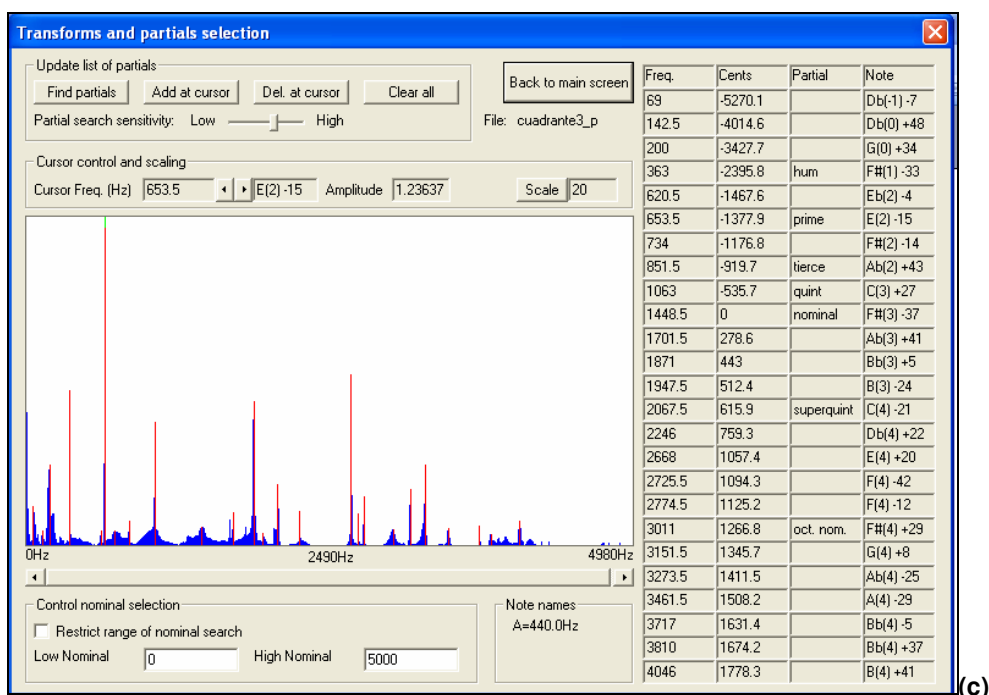 Transforms and partials selection
Update list of partials
Find partials Add at cursor Del. at cursor Clear all
Partial search sensitivity: Low High
Back to main screen
File: cuadrante3_p
Cursor control and scaling
Cursor Freq. (Hz) 653.5 E(2) -15 Amplitude 1.23637 Scale 20
0Hz 2490Hz 4980Hz
Control nominal selection
Restrict range of nominal search
Low Nominal 0 High Nominal 5000
Note names
A=440.0Hz
Freq. Cents Partial Note
69 -5270.1 Db(-1) -7
142.5 -4014.6 Db(0) +48
200 -3427.7 G(0) +34
363 -2395.8 hum F#(1) -33
620.5 -1467.6 Eb(2) -4
653.5 -1377.9 prime E(2) -15
734 -1176.8 F#(2) -14
851.5 -919.7 tierce Ab(2) +43
1063 -535.7 quint C(3) +27
1448.5 0 nominal F#(3) -37
1701.5 278.6 Ab(3) +41
1871 443 Bb(3) +5
1947.5 512.4 B(3) -24
2067.5 615.9 superquint C(4) -21
2246 759.3 Db(4) +22
2668 1057.4 E(4) +20
2725.5 1094.3 F(4) -42
2774.5 1125.2 F(4) -12
3011 1266.8 oct. nom. F#(4) +29
3151.5 1345.7 G(4) +8
3273.5 1411.5 Ab(4) -25
3461.5 1508.2 A(4) -29
3717 1631.4 Bb(4) -5
3810 1674.2 Bb(4) +37
4046 1778.3 B(4) +41
(c)